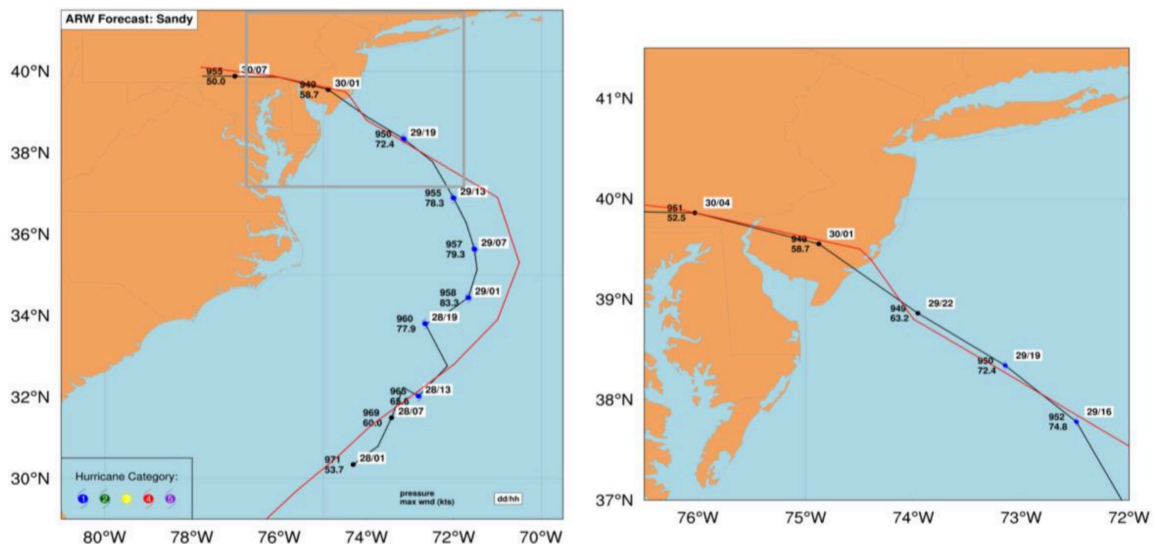 ARW Forecast: Sandy
40°N
38°N
36°N
34°N
32°N
30°N
955
50.0
30/07
949
58.7
30/01
950
72.4
29/19
955
78.3
29/13
957
79.3
29/07
958
83.3
29/01
960
77.9
28/19
965
65.6
28/13
969
60.0
28/07
971
53.7
28/01
Hurricane Category:
1
2
3
4
5
pressure
max wnd (kts)
dd/hh
80°W
78°W
76°W
74°W
72°W
70°W
41°N
40°N
39°N
38°N
37°N
951
52.5
30/04
949
58.7
30/01
949
63.2
29/22
950
72.4
29/19
952
74.8
29/16
76°W
75°W
74°W
73°W
72°W